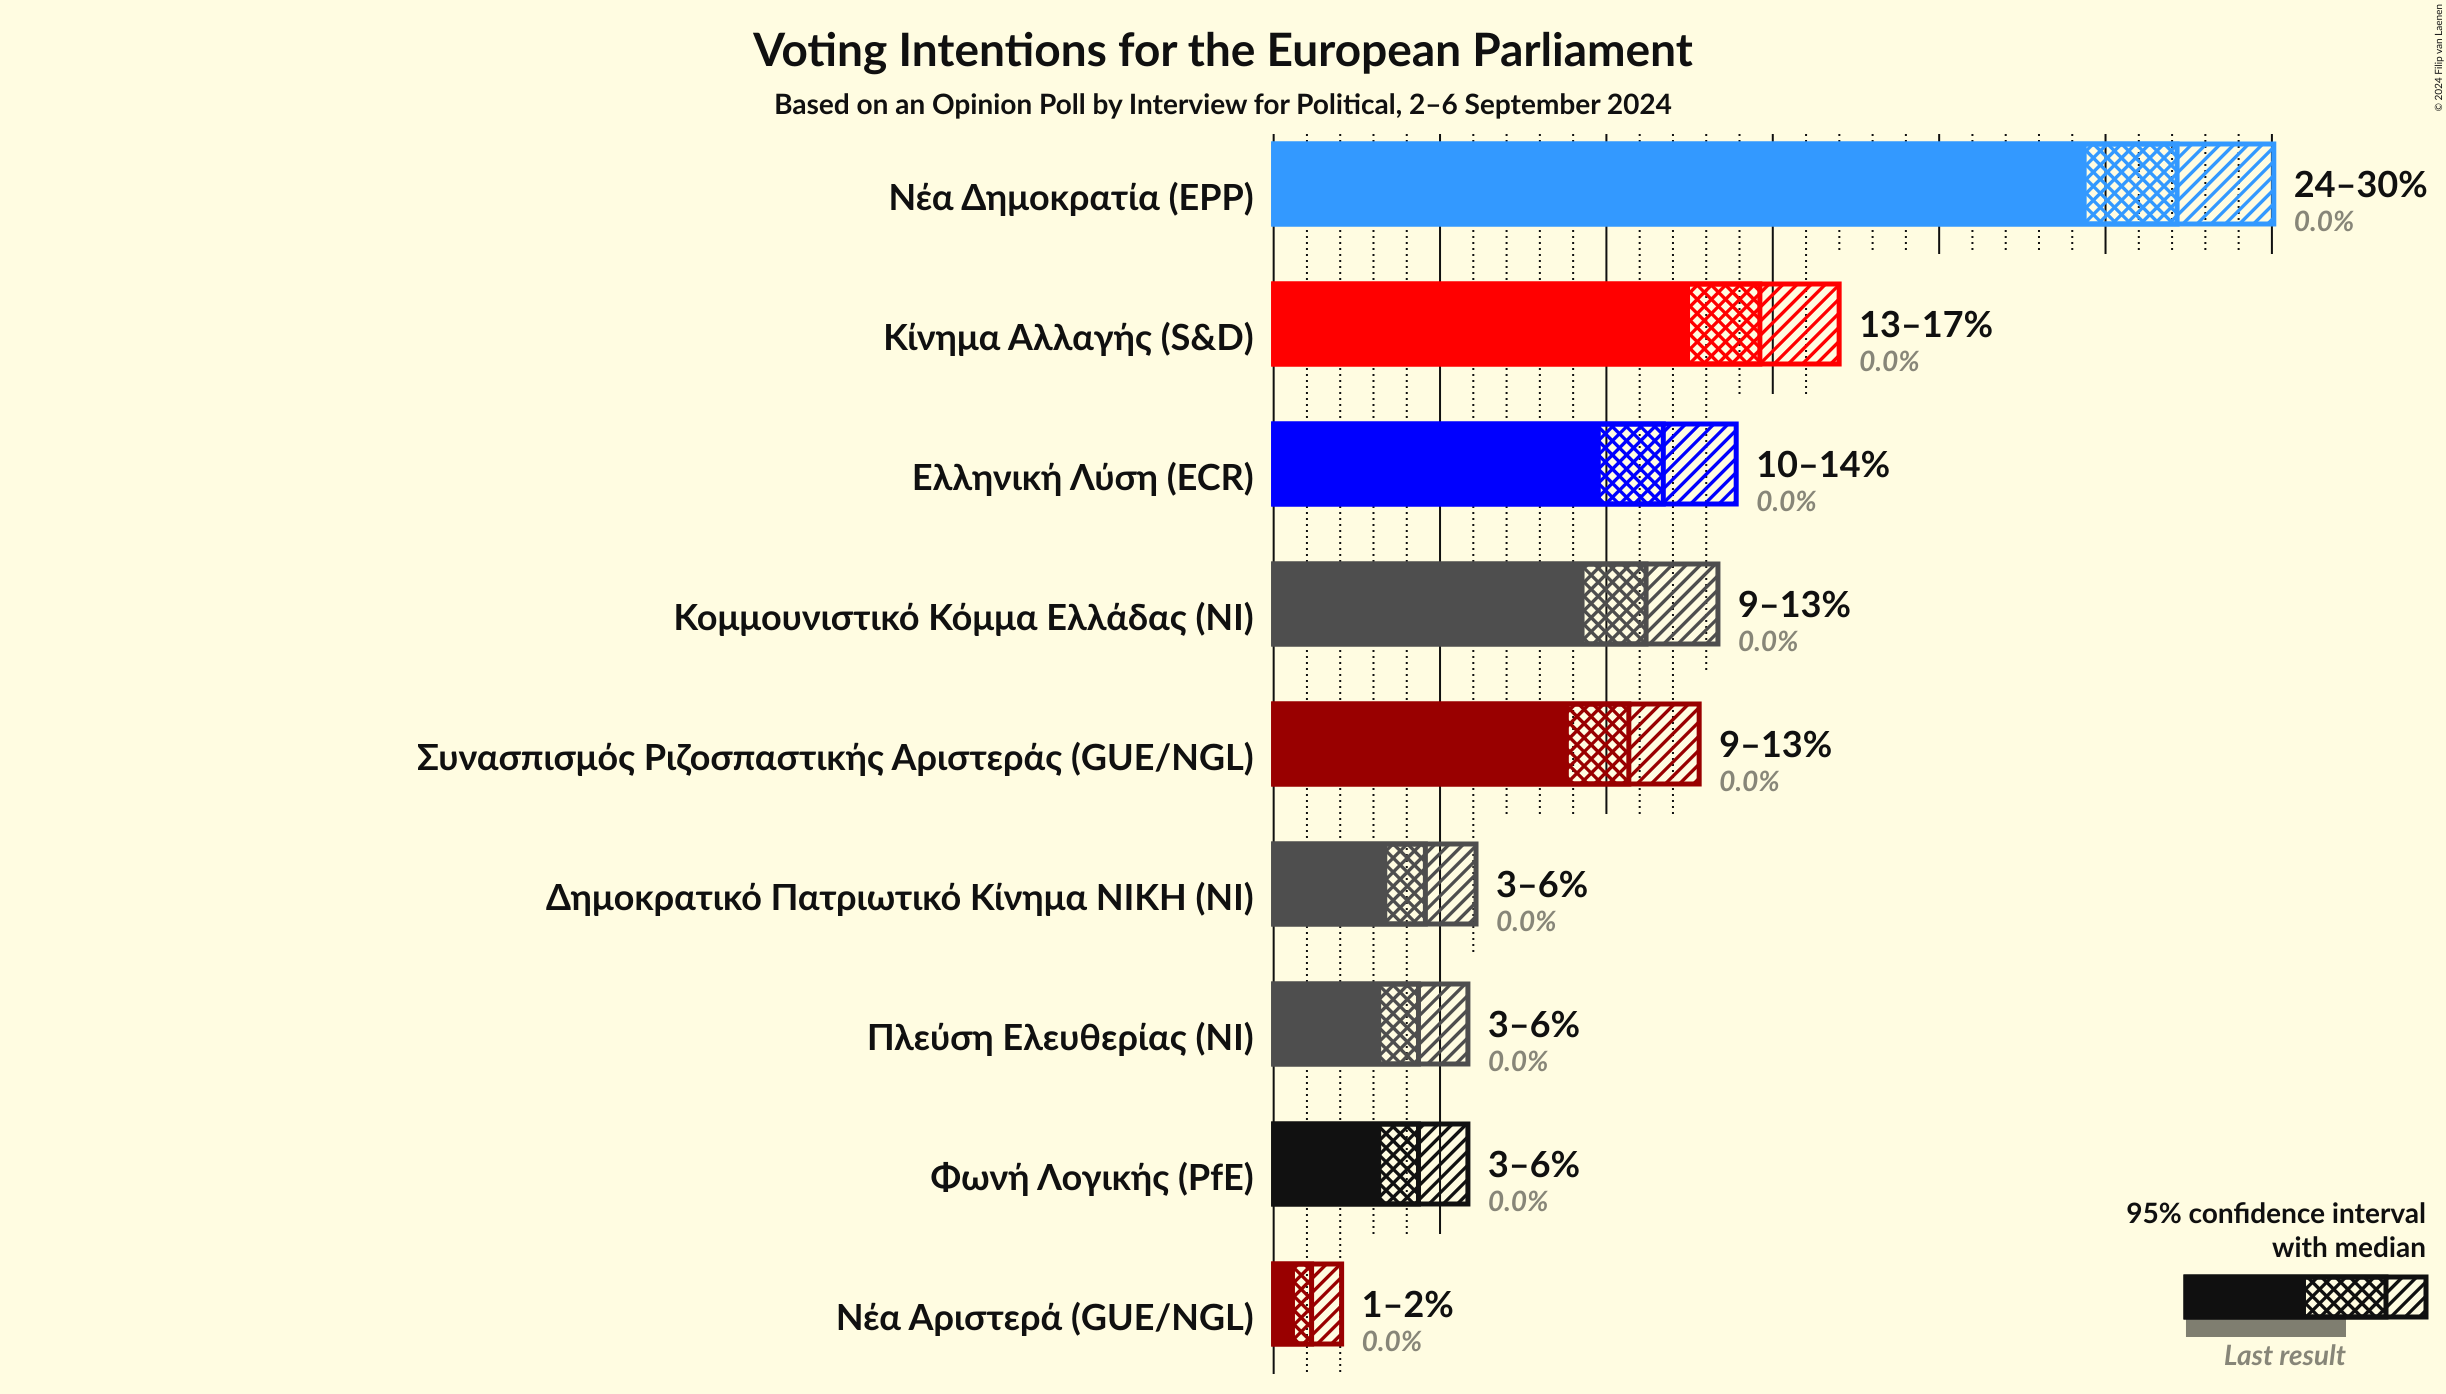 Voting Intentions for the European Parliament
Based on an Opinion Poll by Interview for Political, 2–6 September 2024
© 2024 Filip van Laenen
Νέα Δημοκρατία (EPP)
24–30%
0.0%
Κίνημα Αλλαγής (S&D)
13–17%
0.0%
Ελληνική Λύση (ECR)
10–14%
0.0%
Κομμουνιστικό Κόμμα Ελλάδας (NI)
9–13%
0.0%
Συνασπισμός Ριζοσπαστικής Αριστεράς (GUE/NGL)
9–13%
0.0%
Δημοκρατικό Πατριωτικό Κίνημα ΝΙΚΗ (NI)
3–6%
0.0%
Πλεύση Ελευθερίας (NI)
3–6%
0.0%
Φωνή Λογικής (PfE)
3–6%
0.0%
Νέα Αριστερά (GUE/NGL)
1–2%
0.0%
95% confidence interval
with median
Last result